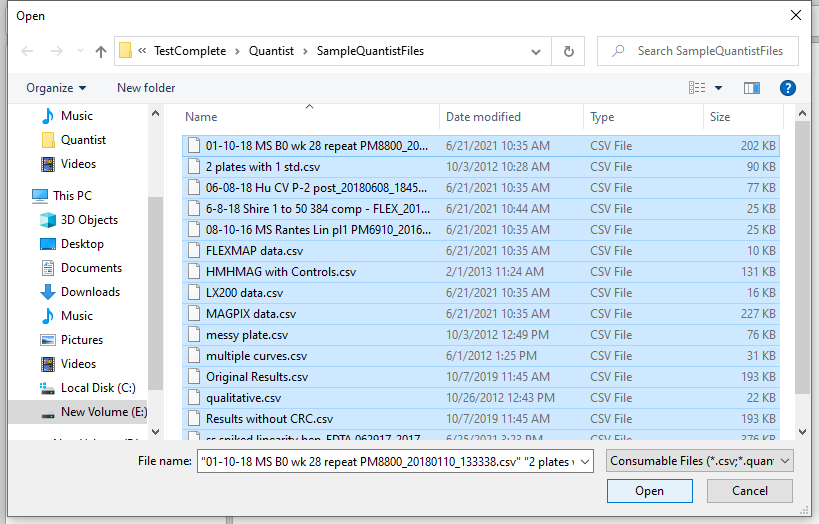 Open
« TestComplete > Quantist > SampleQuantistFiles
Search SampleQuantistFiles
Organize
New folder
Music
Quantist
Videos
This PC
3D Objects
Desktop
Documents
Downloads
Music
Pictures
Videos
Local Disk (C:)
New Volume (E:)
Name Date modified Type Size
01-10-18 MS B0 wk 28 repeat PM8800_20... 6/21/2021 10:35 AM CSV File 202 KB
2 plates with 1 std.csv 10/3/2012 10:28 AM CSV File 90 KB
06-08-18 Hu CV P-2 post_20180608_1845... 6/21/2021 10:35 AM CSV File 77 KB
6-8-18 Shire 1 to 50 384 comp - FLEX_201... 6/21/2021 10:44 AM CSV File 25 KB
08-10-16 MS Rantes Lin pl1 PM6910_2016... 6/21/2021 10:35 AM CSV File 25 KB
FLEXMAP data.csv 6/21/2021 10:35 AM CSV File 10 KB
HMHMAG with Controls.csv 2/1/2013 11:24 AM CSV File 131 KB
LX200 data.csv 6/21/2021 10:35 AM CSV File 16 KB
MAGPIX data.csv 6/21/2021 10:35 AM CSV File 227 KB
messy plate.csv 10/3/2012 12:49 PM CSV File 76 KB
multiple curves.csv 6/1/2012 1:25 PM CSV File 31 KB
Original Results.csv 10/7/2019 11:45 AM CSV File 193 KB
qualitative.csv 10/26/2012 12:43 PM CSV File 22 KB
Results without CRC.csv 10/7/2019 11:45 AM CSV File 193 KB
6/25/2021 3:23 PM CSV File 376 KB
File name: "01-10-18 MS B0 wk 28 repeat PM8800_20180110_133338.csv" "2 plates
Consumable Files (*.csv;*.quan
Open
Cancel